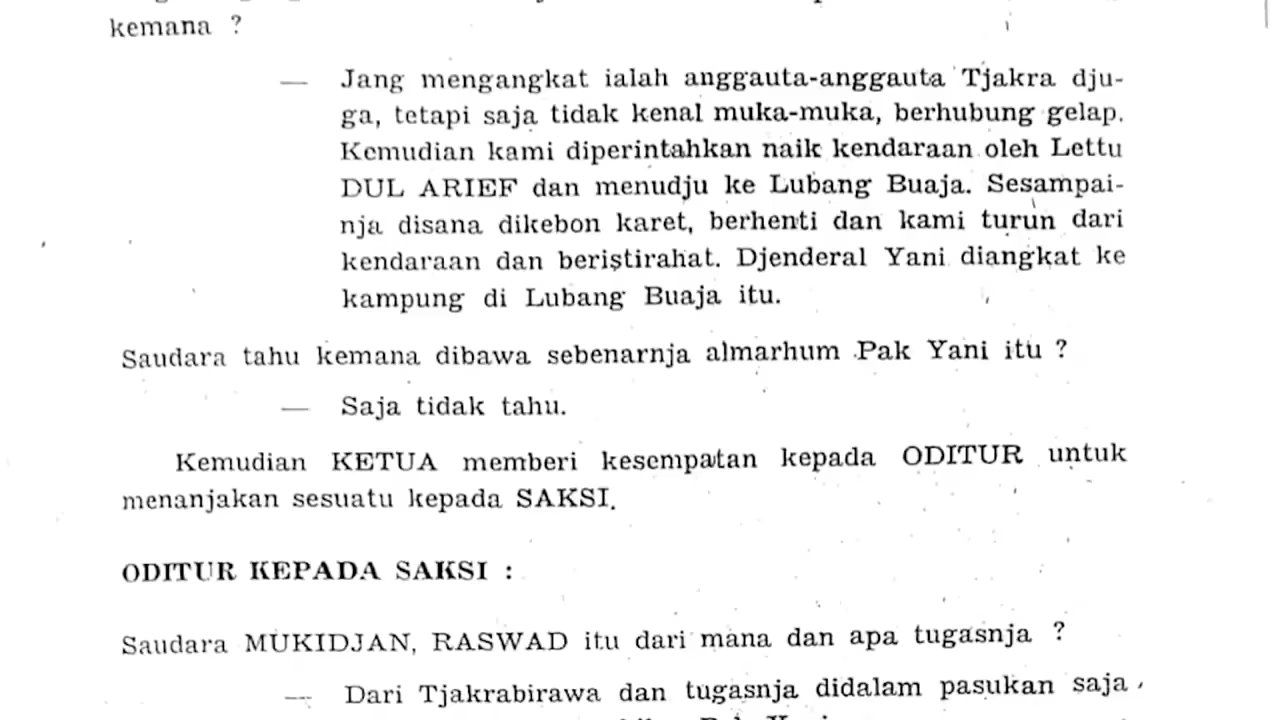 kemana ?
— Jang mengangkat ialah anggauta-anggauta Tjakra dju-
ga, tetapi saja tidak kenal muka-muka, berhubung gelap.
Kemudian kami diperintahkan naik kendaraan oleh Lettu
DUL ARIEF dan menudju ke Lubang Buaja. Sesampai-
nja disana dikebon karet, berhenti dan kami turun dari
kendaraan dan beristirahat. Djenderal Yani diangkat ke
kampung di Lubang Buaja itu.
Saudara tahu kemana dibawa sebenarnja almarhum Pak Yani itu ?
— Saja tidak tahu.
Kemudian KETUA memberi kesempatan kepada ODITUR untuk
menanjakan sesuatu kepada SAKSI.
ODITUR KEPADA SAKSI :
Saudara MUKIDJAN, RASWAD itu dari mana dan apa tugasnja ?
— Dari Tjakrabirawa dan tugasnja didalam pasukan saja